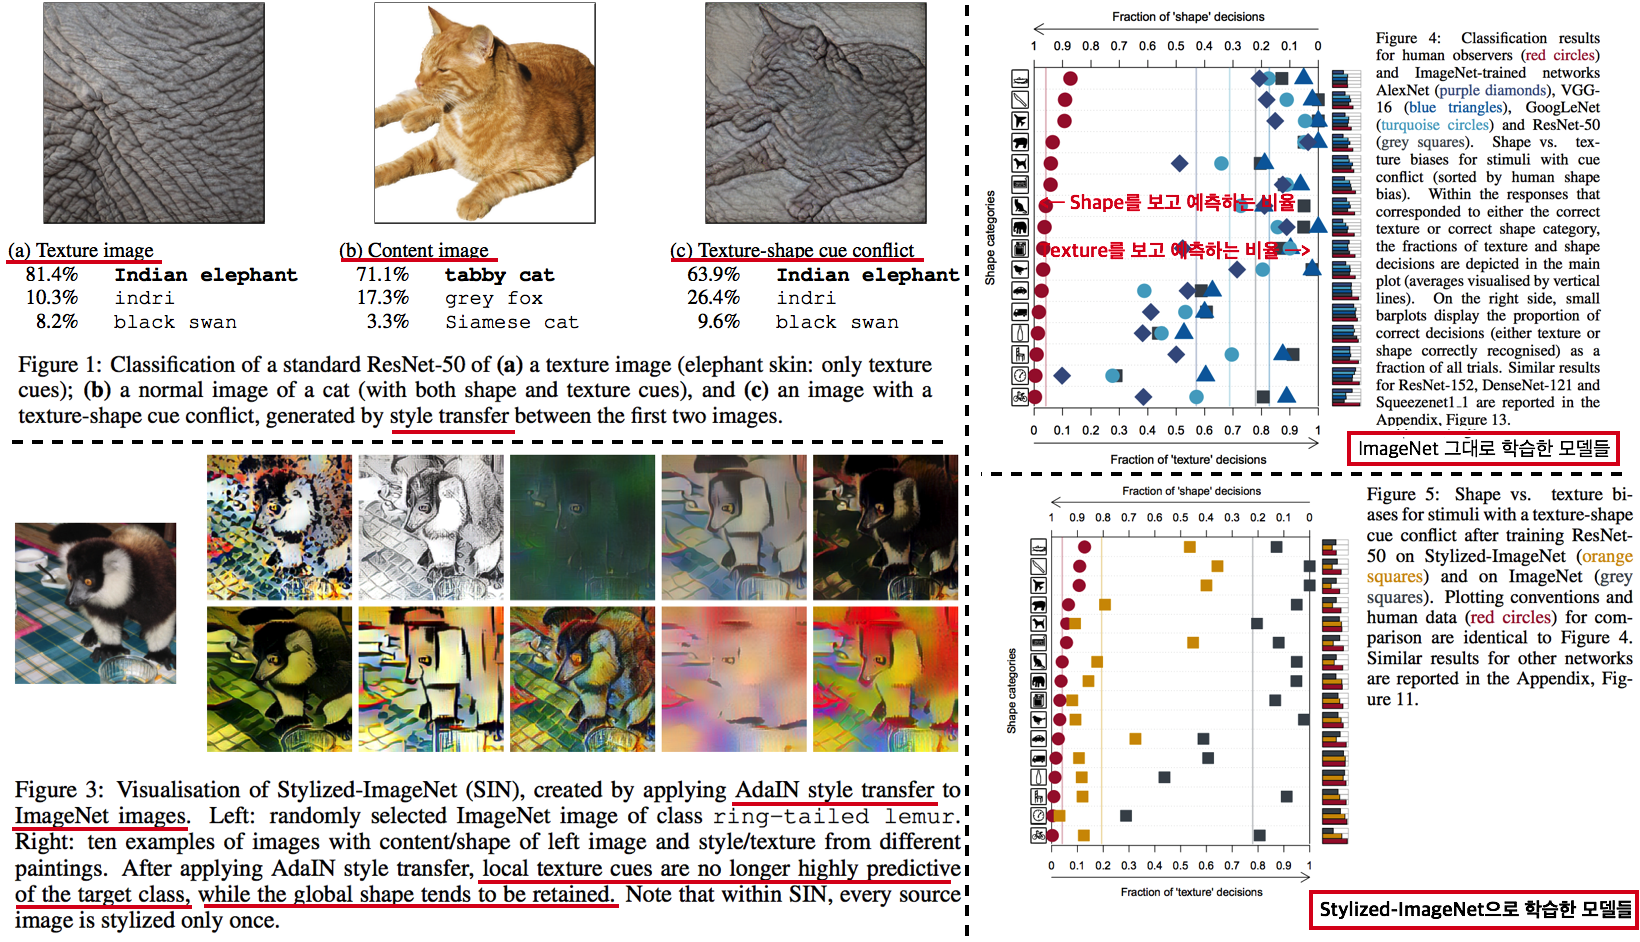 (a) Texture image
81.4% Indian elephant
10.3% indri
8.2% black swan
(b) Content image
71.1% tabby cat
17.3% grey fox
3.3% Siamese cat
(c) Texture-shape cue conflict
63.9% Indian elephant
26.4% indri
9.6% black swan
Figure 1: Classification of a standard ResNet-50 of (a) a texture image (elephant skin: only texture
cues); (b) a normal image of a cat (with both shape and texture cues), and (c) an image with a
texture-shape cue conflict, generated by style transfer between the first two images.
Figure 3: Visualisation of Stylized-ImageNet (SIN), created by applying AdaIN style transfer to
ImageNet images. Left: randomly selected ImageNet image of class ring-tailed lemur.
Right: ten examples of images with content/shape of left image and style/texture from different
paintings. After applying AdaIN style transfer, local texture cues are no longer highly predictive
of the target class, while the global shape tends to be retained. Note that within SIN, every source
image is stylized only once.
Fraction of 'shape' decisions
1 0.9 0.8 0.7 0.6 0.5 0.4 0.3 0.2 0.1 0
Shape categories
← Shape를 보고 예측하는 비율
Texture를 보고 예측하는 비율 →
0 0.1 0.2 0.3 0.4 0.5 0.6 0.7 0.8 0.9 1
Fraction of 'texture' decisions
Figure 4: Classification results
for human observers (red circles)
and ImageNet-trained networks
AlexNet (purple diamonds), VGG-
16 (blue triangles), GoogLeNet
(turquoise circles) and ResNet-50
(grey squares). Shape vs. tex-
ture biases for stimuli with cue
conflict (sorted by human shape
bias). Within the responses that
corresponded to either the correct
texture or correct shape category,
the fractions of texture and shape
decisions are depicted in the main
plot (averages visualised by vertical
lines). On the right side, small
barplots display the proportion of
correct decisions (either texture or
shape correctly recognised) as a
fraction of all trials. Similar results
for ResNet-152, DenseNet-121 and
Squeezenet1_1 are reported in the
Appendix, Figure 13.
ImageNet 그대로 학습한 모델들
Fraction of 'shape' decisions
1 0.9 0.8 0.7 0.6 0.5 0.4 0.3 0.2 0.1 0
Shape categories
0 0.1 0.2 0.3 0.4 0.5 0.6 0.7 0.8 0.9 1
Fraction of 'texture' decisions
Figure 5: Shape vs. texture bi-
ases for stimuli with a texture-shape
cue conflict after training ResNet-
50 on Stylized-ImageNet (orange
squares) and on ImageNet (grey
squares). Plotting conventions and
human data (red circles) for com-
parison are identical to Figure 4.
Similar results for other networks
are reported in the Appendix, Fig-
ure 11.
Stylized-ImageNet으로 학습한 모델들